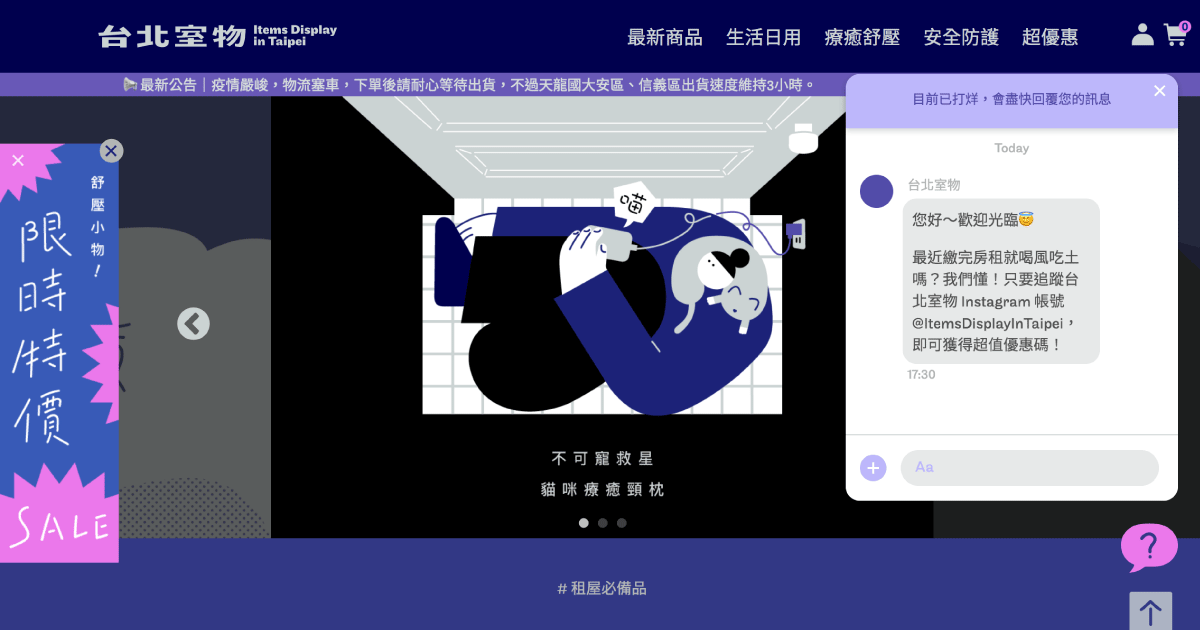 台北室物 Items Display
in Taipei
最新商品 生活日用 療癒舒壓 安全防護 超優惠
0
最新公告｜疫情嚴峻，物流塞車，下單後請耐心等待出貨，不過天龍國大安區、信義區出貨速度維持3小時。
舒壓小物！
限時特價
SALE
喵
不可寵救星
貓咪療癒頸枕
# 租屋必備品
目前已打烊，會盡快回覆您的訊息
Today
台北室物
您好～歡迎光臨😇
最近繳完房租就喝風吃土
嗎？我們懂！只要追蹤台
北室物 Instagram 帳號
@ItemsDisplayInTaipei，
即可獲得超值優惠碼！
17:30
Aa
?